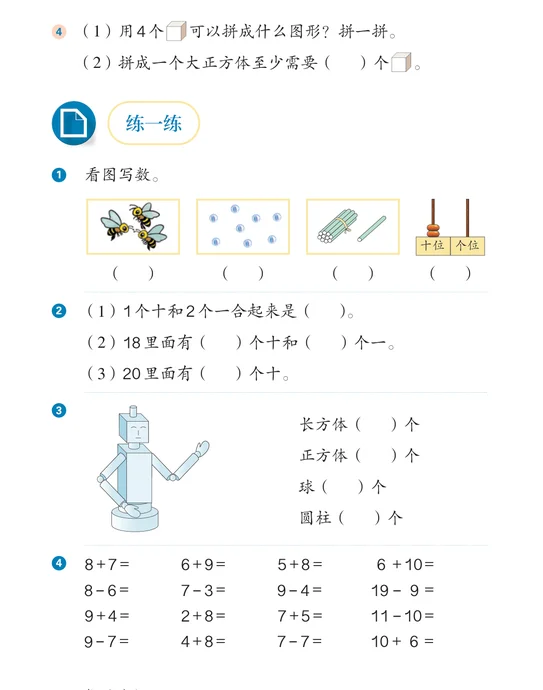 4 (1)用4个可以拼成什么图形?拼一拼。
(2)拼成一个大正方体至少需要( )个。
练一练
1 看图写数。
十位 个位
( ) ( ) ( ) ( )
2 (1)1个十和2个一合起来是( )。
(2)18里面有( )个十和( )个一。
(3)20里面有( )个十。
3 长方体( )个
正方体( )个
球( )个
圆柱( )个
4 8+7= 6+9= 5+8= 6+10=
8-6= 7-3= 9-4= 19-9=
9+4= 2+8= 7+5= 11-10=
9-7= 4+8= 7-7= 10+6=